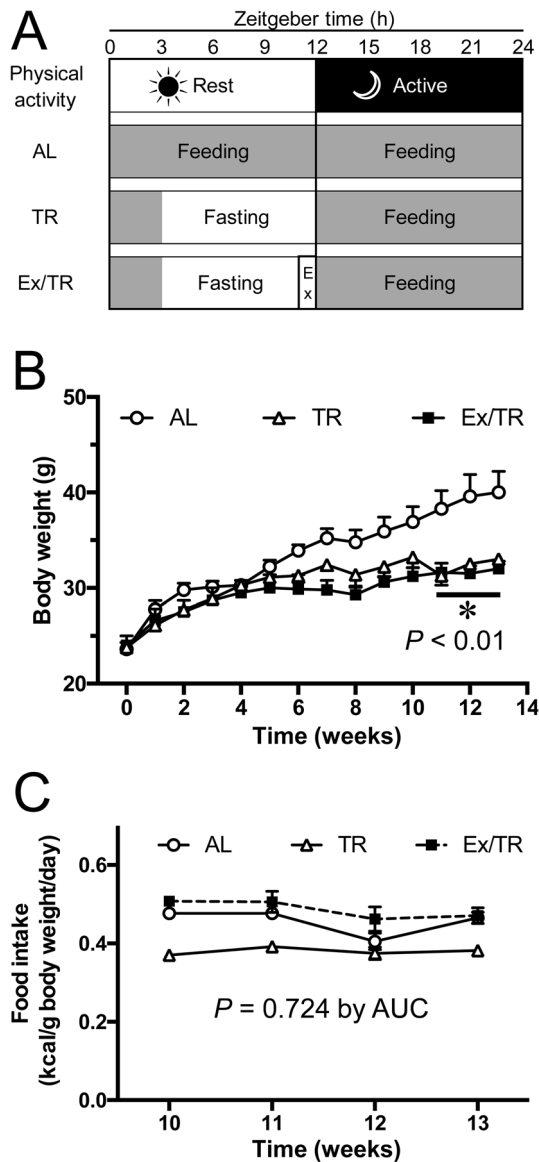 A
Zeitgeber time (h)
0 3 6 9 12 15 18 21 24
Physical
activity
Rest
Active
AL
Feeding
Feeding
TR
Fasting
Feeding
Ex/TR
Fasting
Ex
Feeding
B
AL
TR
Ex/TR
Body weight (g)
50
40
30
20
*
P < 0.01
0 2 4 6 8 10 12 14
Time (weeks)
C
AL
TR
Ex/TR
Food intake
(kcal/g body weight/day)
0.6
0.4
0.2
0.0
P = 0.724 by AUC
10 11 12 13
Time (weeks)